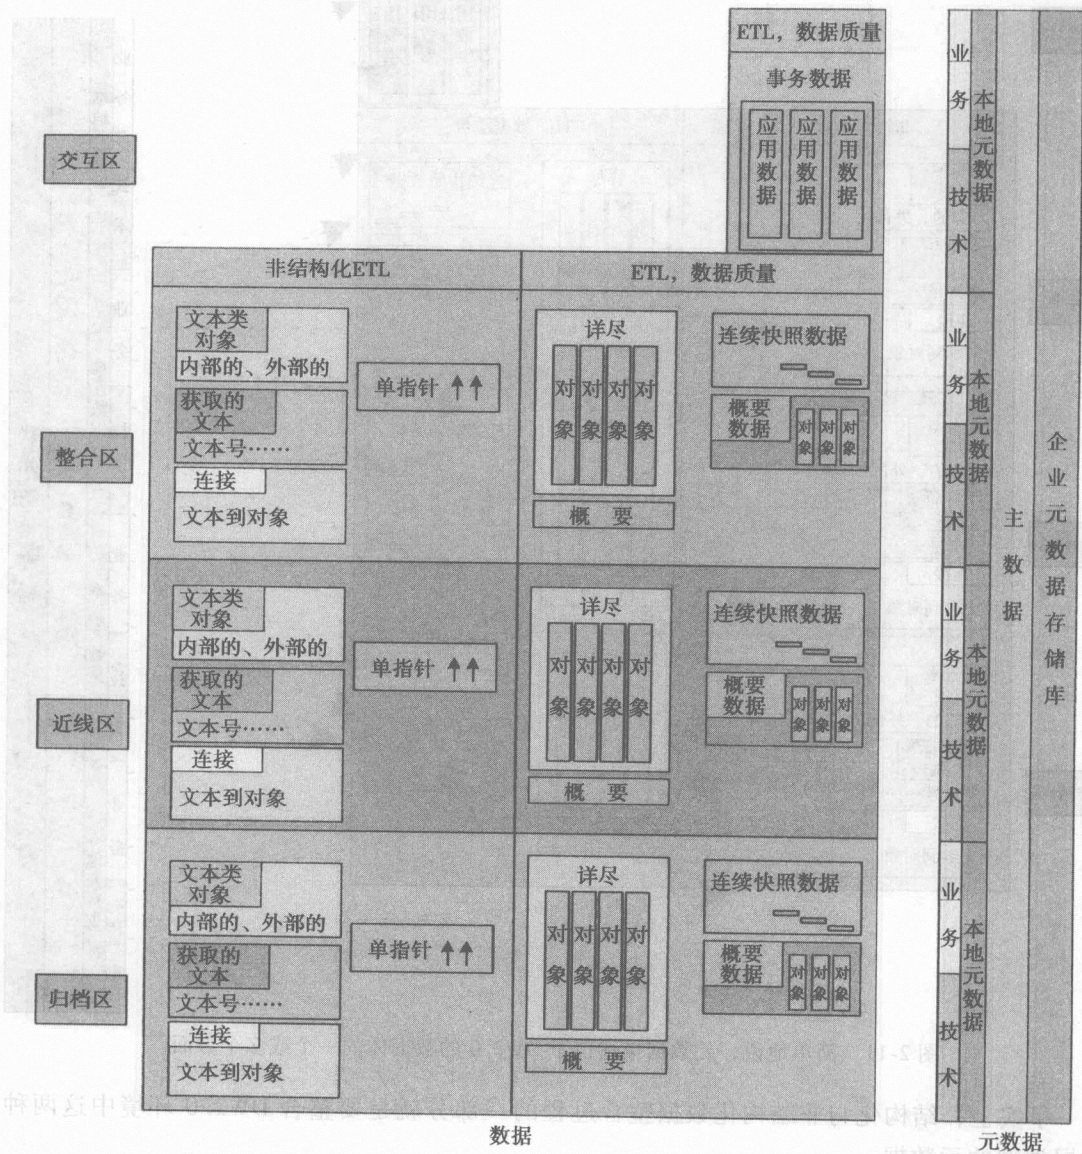 ETL，数据质量
事务数据
应用数据
应用数据
应用数据
交互区
非结构化ETL
ETL，数据质量
文本类
对象
内部的、外部的
获取的
文本
文本号……
连接
文本到对象
单指针
详尽
对象
对象
对象
对象
概 要
连续快照数据
概要
数据
对象
对象
对象
整合区
文本类
对象
内部的、外部的
获取的
文本
文本号……
连接
文本到对象
单指针
详尽
对象
对象
对象
对象
概 要
连续快照数据
概要
数据
对象
对象
对象
近线区
文本类
对象
内部的、外部的
获取的
文本
文本号……
连接
文本到对象
单指针
详尽
对象
对象
对象
对象
概 要
连续快照数据
概要
数据
对象
对象
对象
归档区
业务
技术
本地元数据
业务
技术
本地元数据
业务
技术
本地元数据
业务
技术
本地元数据
主数据
企业元数据存储库
数据
元数据